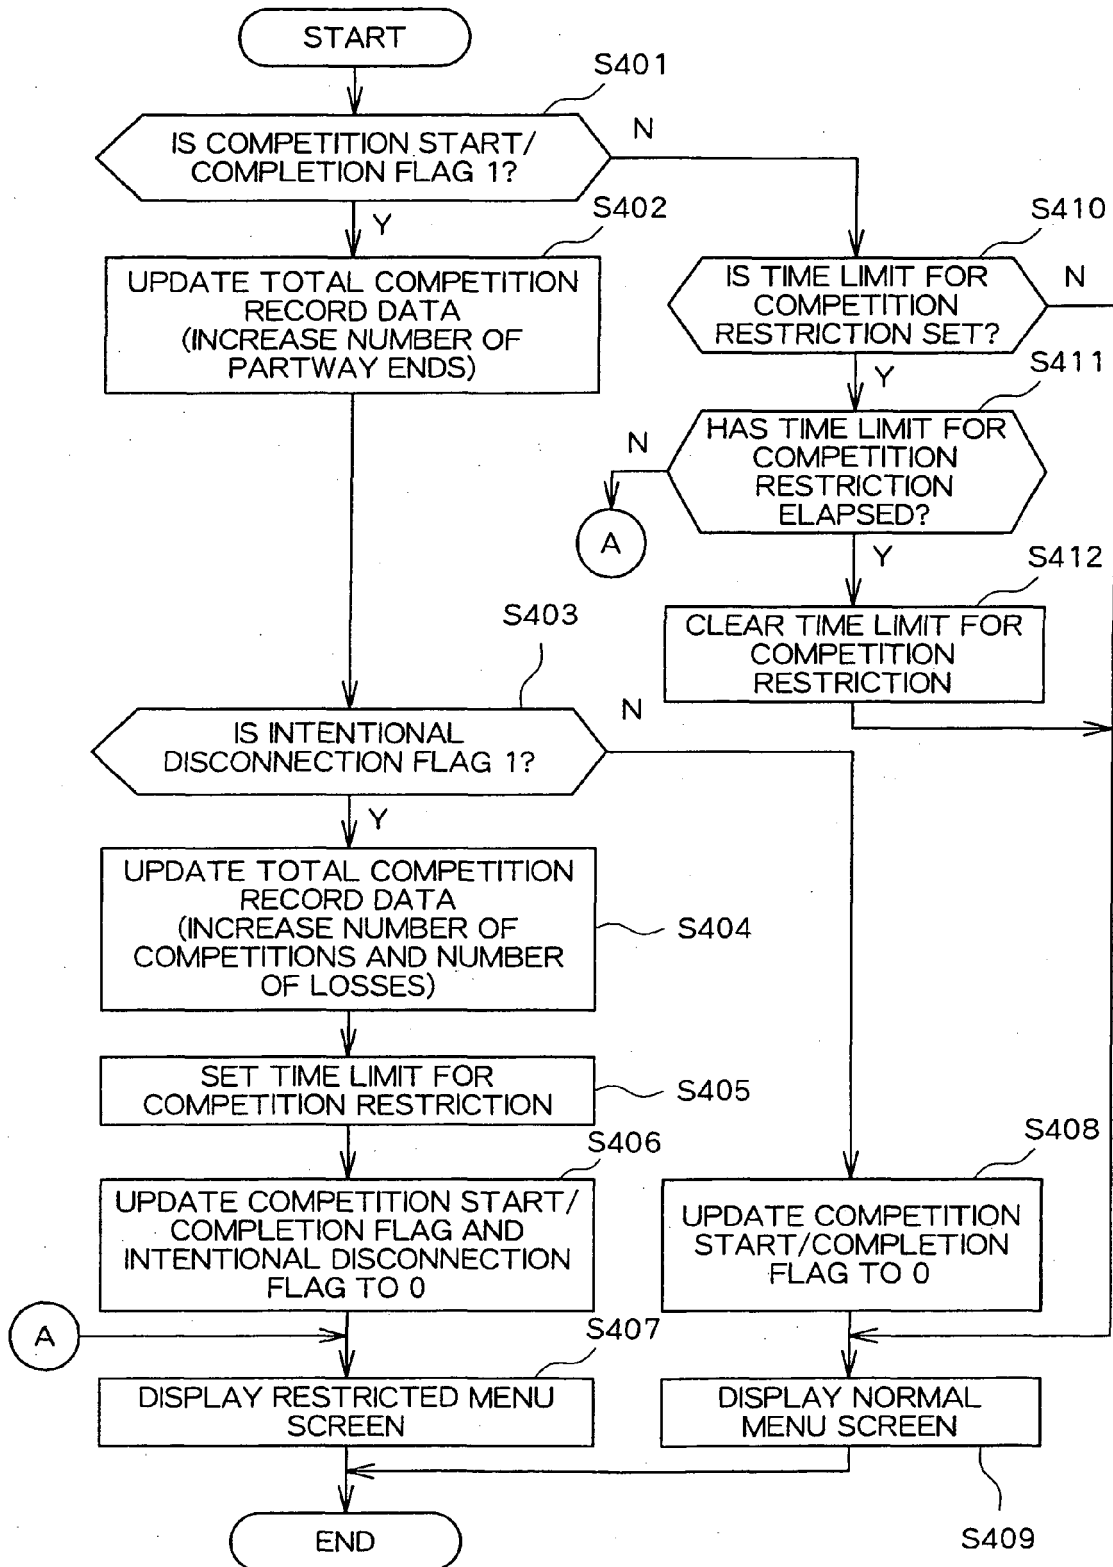 START
S401
IS COMPETITION START/
COMPLETION FLAG 1?
N
Y
S402
UPDATE TOTAL COMPETITION
RECORD DATA
(INCREASE NUMBER OF
PARTWAY ENDS)
S410
IS TIME LIMIT FOR
COMPETITION
RESTRICTION SET?
N
Y
S411
HAS TIME LIMIT FOR
COMPETITION
RESTRICTION
ELAPSED?
N
A
Y
S412
CLEAR TIME LIMIT FOR
COMPETITION
RESTRICTION
S403
IS INTENTIONAL
DISCONNECTION FLAG 1?
N
Y
UPDATE TOTAL COMPETITION
RECORD DATA
(INCREASE NUMBER OF
COMPETITIONS AND NUMBER
OF LOSSES)
S404
SET TIME LIMIT FOR
COMPETITION RESTRICTION
S405
S406
UPDATE COMPETITION START/
COMPLETION FLAG AND
INTENTIONAL DISCONNECTION
FLAG TO 0
S408
UPDATE COMPETITION
START/COMPLETION
FLAG TO 0
A
S407
DISPLAY RESTRICTED MENU
SCREEN
DISPLAY NORMAL
MENU SCREEN
S409
END